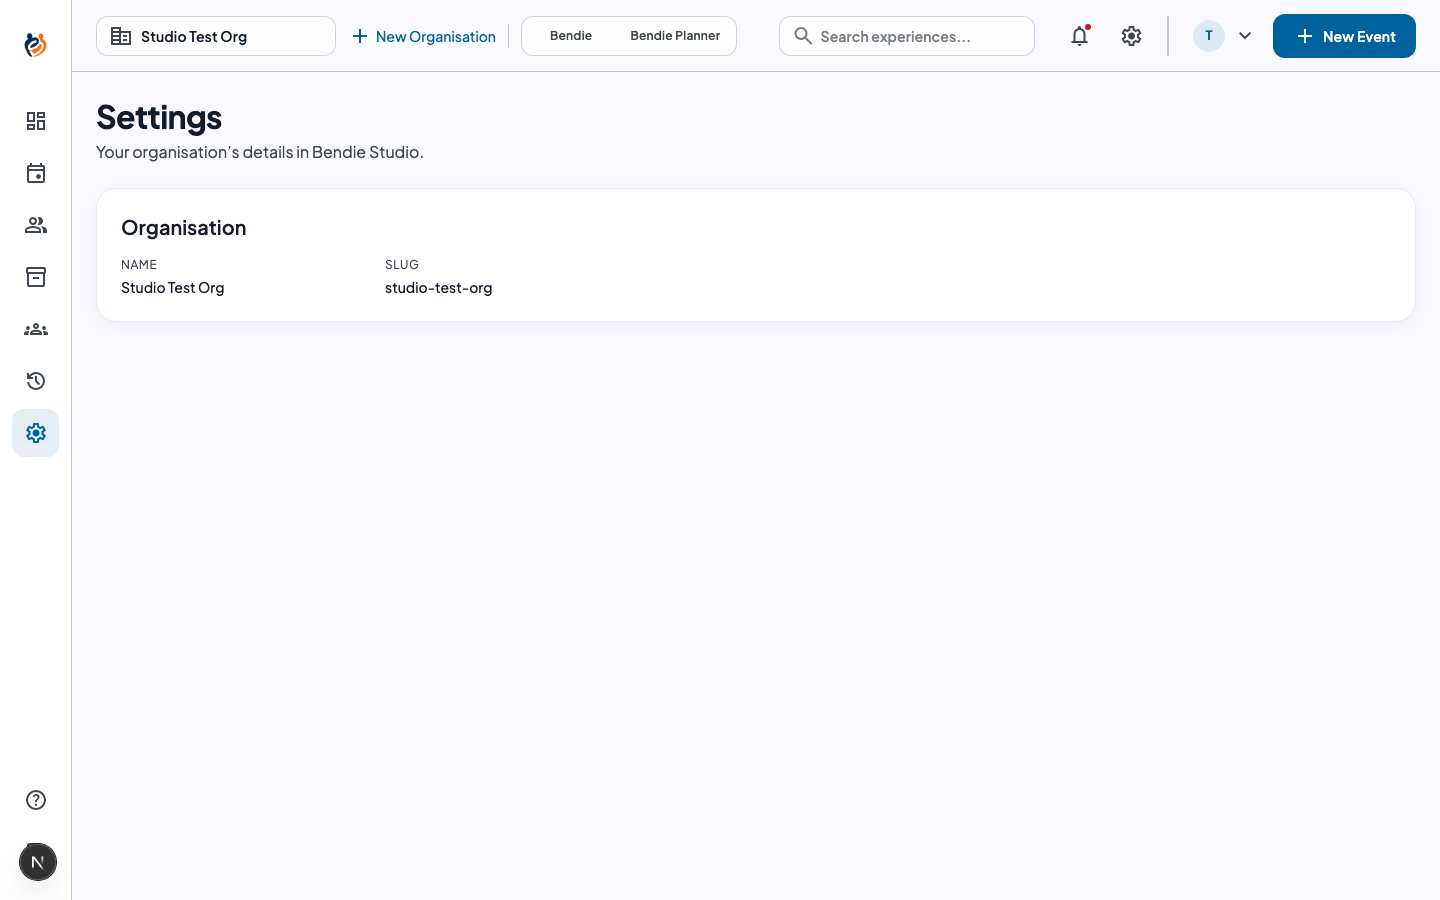 Studio Test Org
New Organisation
Bendie
Bendie Planner
Search experiences...
T
New Event
Settings
Your organisation's details in Bendie Studio.
Organisation
NAME
SLUG
Studio Test Org
studio-test-org
N